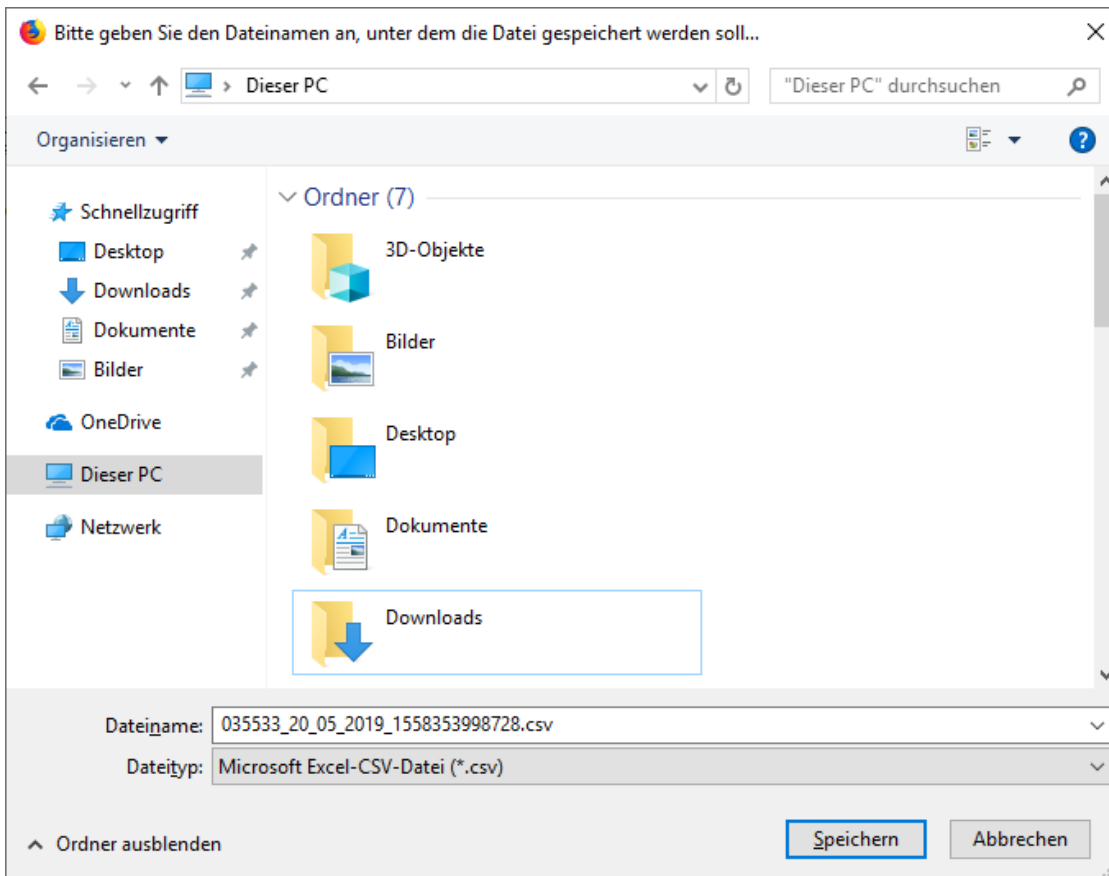 Bitte geben Sie den Dateinamen an, unter dem die Datei gespeichert werden soll...
Dieser PC
"Dieser PC" durchsuchen
Organisieren
?
Schnellzugriff
Desktop
Downloads
Dokumente
Bilder
OneDrive
Dieser PC
Netzwerk
Ordner (7)
3D-Objekte
Bilder
Desktop
Dokumente
Downloads
Dateiname: 035533_20_05_2019_1558353998728.csv
Dateityp: Microsoft Excel-CSV-Datei (*.csv)
Ordner ausblenden
Speichern
Abbrechen